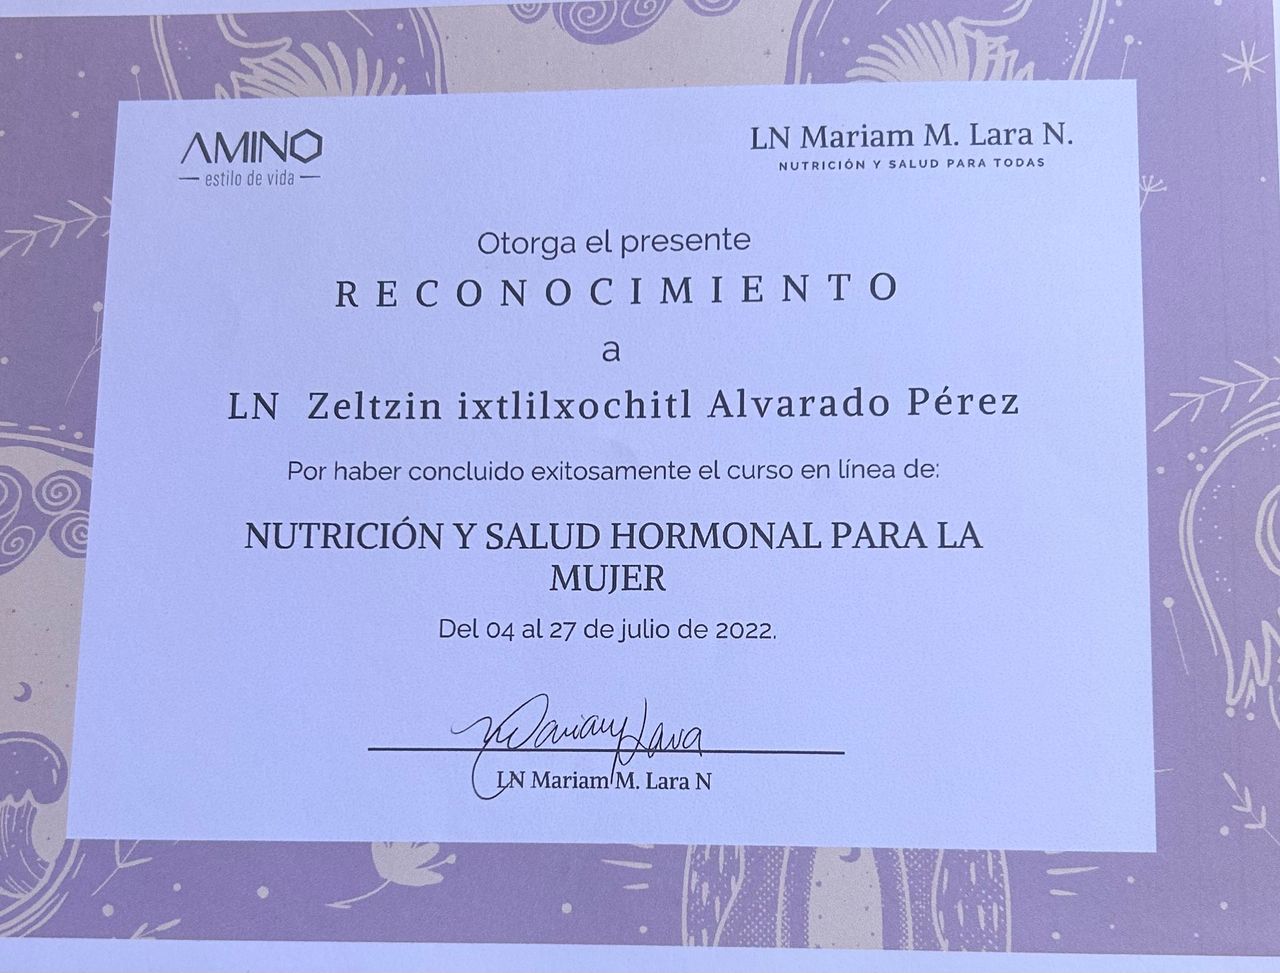 AMINO
estilo de vida
LN Mariam M. Lara N.
NUTRICIÓN Y SALUD PARA TODAS
Otorga el presente
RECONOCIMIENTO
a
LN Zeltzin ixtlilxochitl Alvarado Pérez
Por haber concluido exitosamente el curso en línea de:
NUTRICIÓN Y SALUD HORMONAL PARA LA
MUJER
Del 04 al 27 de julio de 2022.
Mariam Lara
LN Mariam M. Lara N